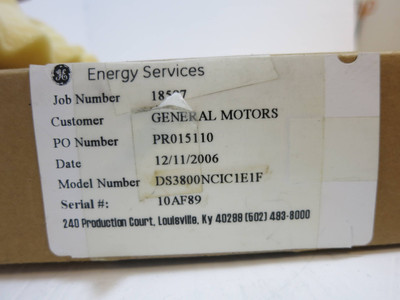 GE Energy Services
Job Number
Customer GENERAL MOTORS
PO Number PR015110
Date 12/11/2006
Model Number DS3800NCIC1E1F
Serial #: 10AF89
240 Production Court, Louisville, Ky 40299 (502) 493-8000